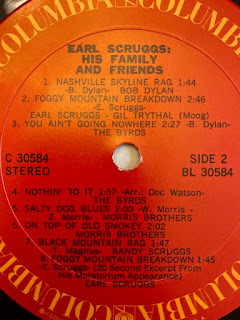 COLUMBIA
COLUMBIA
EARL SCRUGGS:
HIS FAMILY
AND FRIENDS
1. NASHVILLE SKYLINE RAG 1:44
-B. Dylan- BOB DYLAN
2. FOGGY MOUNTAIN BREAKDOWN 2:46
-E. Scruggs-
EARL SCRUGGS - GIL TRYTHAL (Moog)
3. YOU AIN'T GOING NOWHERE 2:27 -B. Dylan-
THE BYRDS
C 30584
STEREO
SIDE 2
BL 30584
4. NOTHIN' TO IT 1:37 -Arr.: Doc Watson-
THE BYRDS
5. SALTY DOG BLUES 2:00 -W. Morris -
Z. Morris- MORRIS BROTHERS
6. ON TOP OF OLD SMOKEY 2:02
MORRIS BROTHERS
7. BLACK MOUNTAIN RAG 1:47
-T. Magness- RANDY SCRUGGS
8. FOGGY MOUNTAIN BREAKDOWN 1:45
-E. Scruggs- (20 Second Excerpt From
His Moratorium Appearance)
EARL SCRUGGS